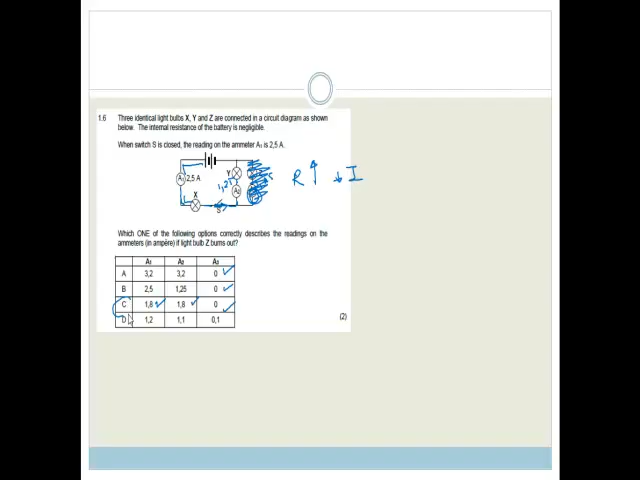 1.6 Three identical light bulbs X, Y and Z are connected in a circuit diagram as shown
below. The internal resistance of the battery is negligible.
When switch S is closed, the reading on the ammeter A1 is 2,5 A.
A1 2,5 A
Y
1,25
A2
X
S
R ↑ ↓ I
Which ONE of the following options correctly describes the readings on the
ammeters (in ampère) if light bulb Z burns out?
A1 A2 A3
A 3,2 3,2 0
B 2,5 1,25 0
C 1,8 1,8 0
D 1,2 1,1 0,1
(2)